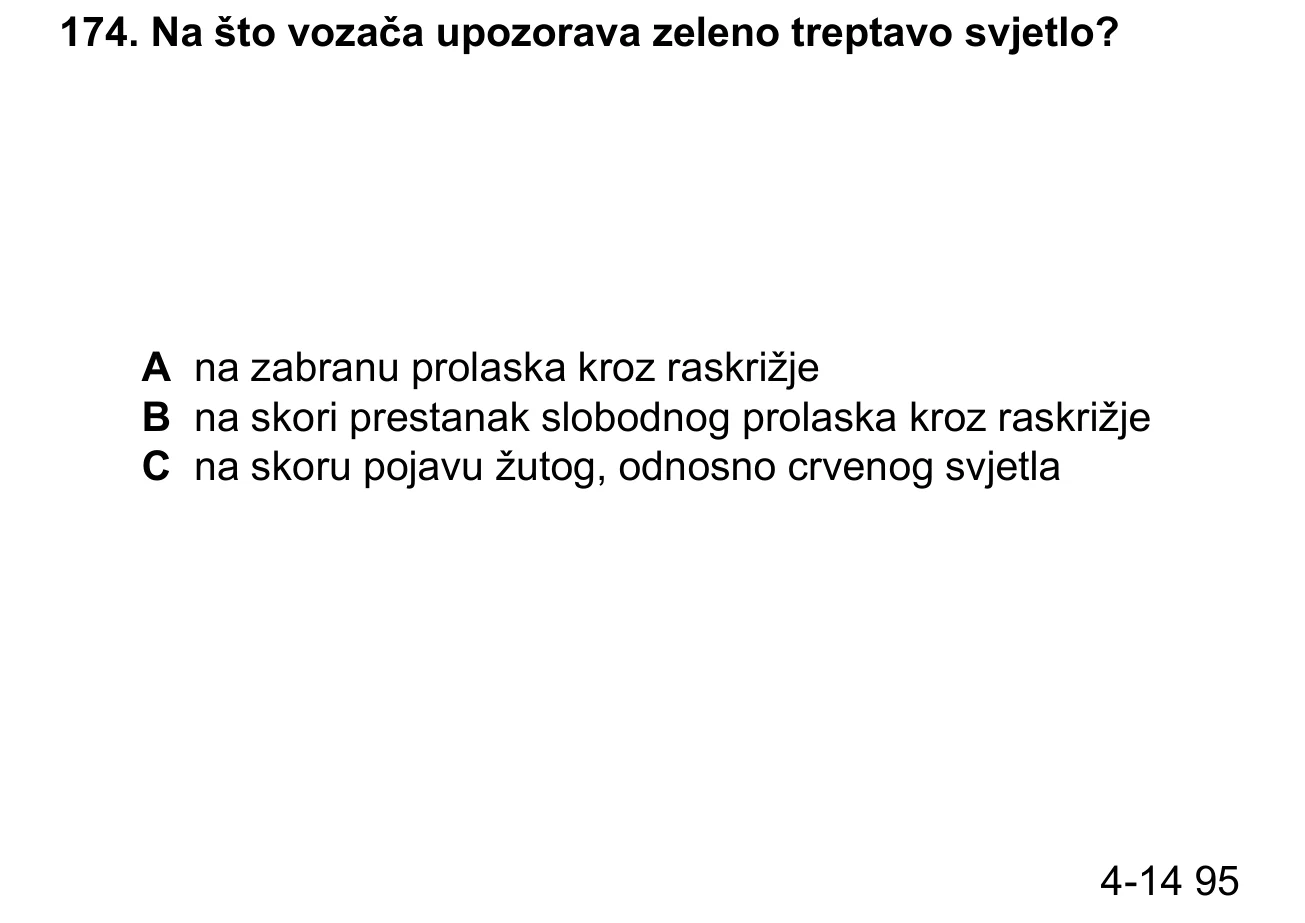 174. Na što vozača upozorava zeleno treptavo svjetlo?
A na zabranu prolaska kroz raskrižje
B na skori prestanak slobodnog prolaska kroz raskrižje
C na skoru pojavu žutog, odnosno crvenog svjetla
4-14 95